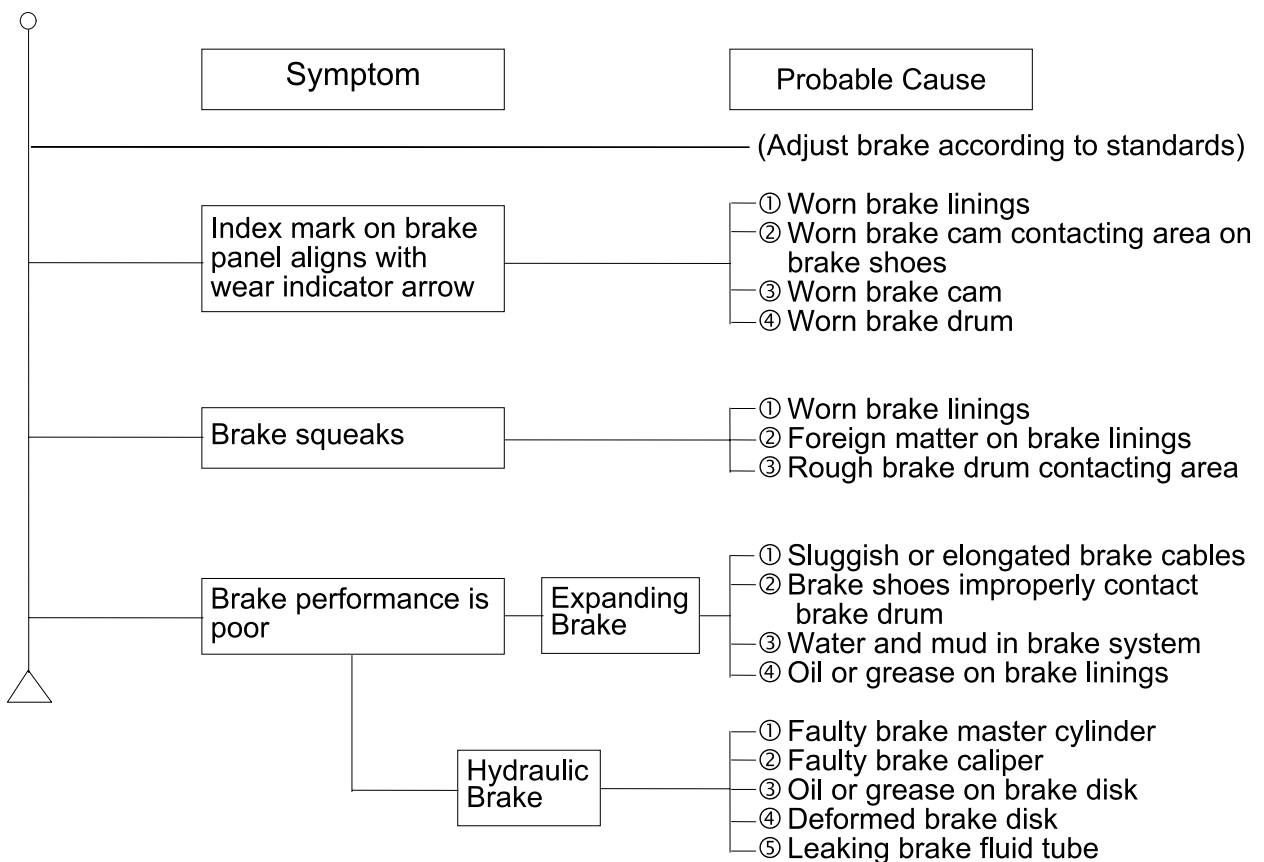 Symptom
Probable Cause
(Adjust brake according to standards)
Index mark on brake
panel aligns with
wear indicator arrow
① Worn brake linings
② Worn brake cam contacting area on
brake shoes
③ Worn brake cam
④ Worn brake drum
Brake squeaks
① Worn brake linings
② Foreign matter on brake linings
③ Rough brake drum contacting area
Brake performance is
poor
Expanding
Brake
① Sluggish or elongated brake cables
② Brake shoes improperly contact
brake drum
③ Water and mud in brake system
④ Oil or grease on brake linings
Hydraulic
Brake
① Faulty brake master cylinder
② Faulty brake caliper
③ Oil or grease on brake disk
④ Deformed brake disk
⑤ Leaking brake fluid tube